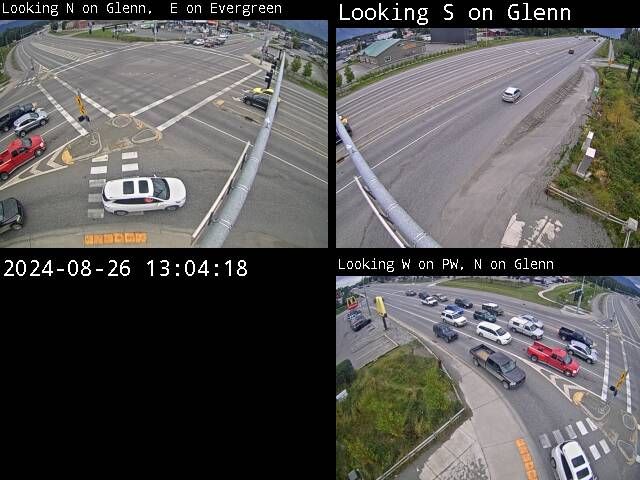 Looking N on Glenn,  E on Evergreen
Looking S on Glenn
2024-08-26 13:04:18
Looking W on PW, N on Glenn